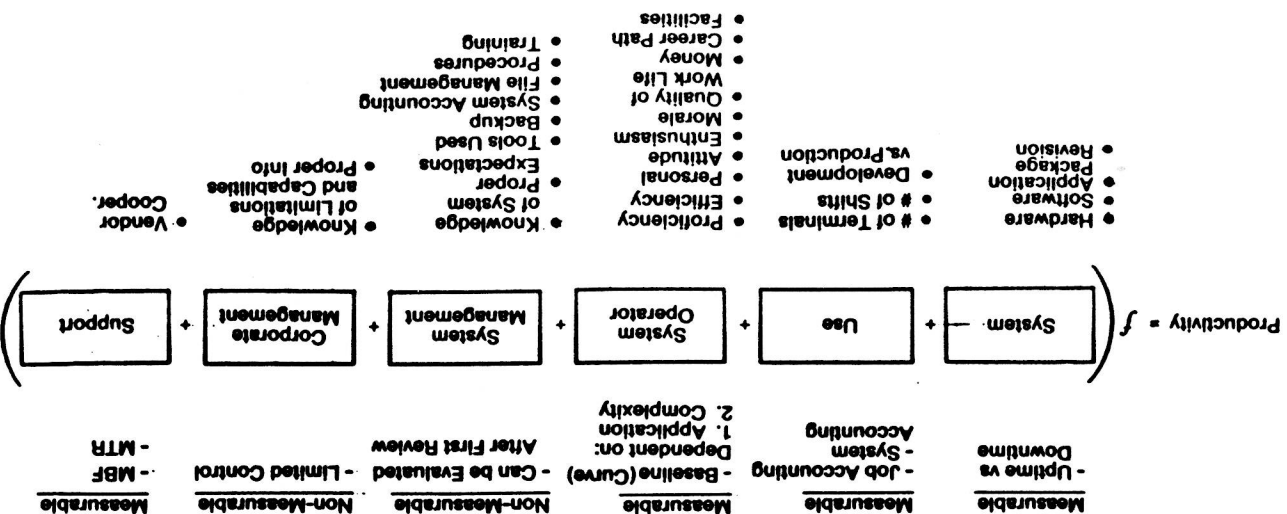 Measurable
- Uptime vs
Downtime
Measurable
- Job Accounting
- System
Accounting
Measurable
- Baseline (Curve)
Dependent on:
1. Application
2. Complexity
Non-Measurable
- Can be Evaluated
After First Review
Non-Measurable
- Limited Control
Measurable
- MBF
- MTR
Productivity = f ( System + Use + System Operator + System Management + Corporate Management + Support )
• Hardware
• Software
• Application
Package
• Revision
• # of Terminals
• # of Shifts
• Development
vs. Production
• Proficiency
• Efficiency
• Personal
• Attitude
• Enthusiasm
• Morale
• Quality of
Work Life
• Money
• Career Path
• Facilities
• Knowledge
of System
• Proper
Expectations
• Tools Used
• Backup
• System Accounting
• File Management
• Procedures
• Training
• Knowledge
of Limitations
and Capabilities
• Proper Info
• Vendor
Cooper.